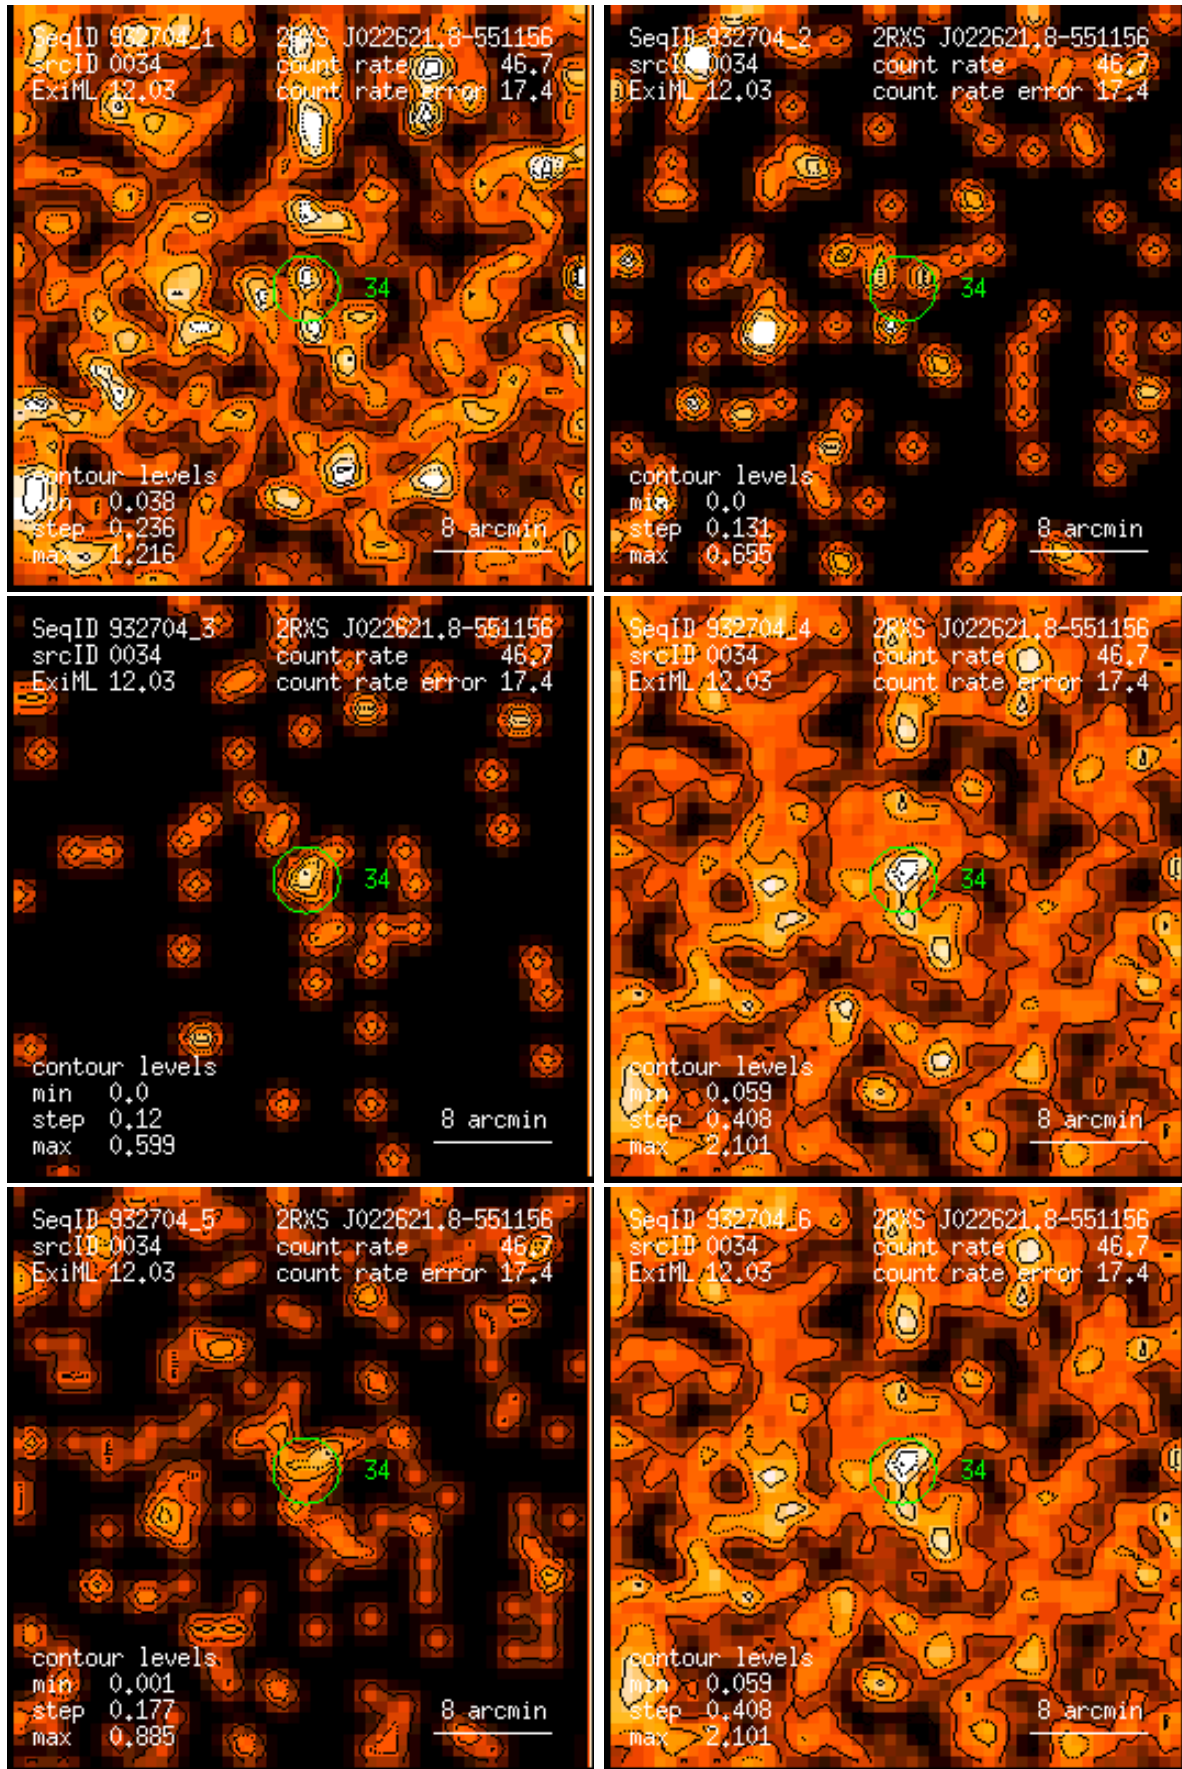 SeqID 932704_1 2RXS J022621.8-551156
srcID 0034 count rate 46.7
ExiML 12.03 count rate error 17.4
34
contour levels
min 0.038
step 0.236 8 arcmin
max 1.216
SeqID 932704_2 2RXS J022621.8-551156
srcID 0034 count rate 46.7
ExiML 12.03 count rate error 17.4
34
contour levels
min 0.0
step 0.131 8 arcmin
max 0.655
SeqID 932704_3 2RXS J022621.8-551156
srcID 0034 count rate 46.7
ExiML 12.03 count rate error 17.4
34
contour levels
min 0.0
step 0.12 8 arcmin
max 0.599
SeqID 932704_4 2RXS J022621.8-551156
srcID 0034 count rate 46.7
ExiML 12.03 count rate error 17.4
34
contour levels
min 0.059
step 0.408 8 arcmin
max 2.101
SeqID 932704_5 2RXS J022621.8-551156
srcID 0034 count rate 46.7
ExiML 12.03 count rate error 17.4
34
contour levels
min 0.001
step 0.177 8 arcmin
max 0.885
SeqID 932704_6 2RXS J022621.8-551156
srcID 0034 count rate 46.7
ExiML 12.03 count rate error 17.4
34
contour levels
min 0.059
step 0.408 8 arcmin
max 2.101